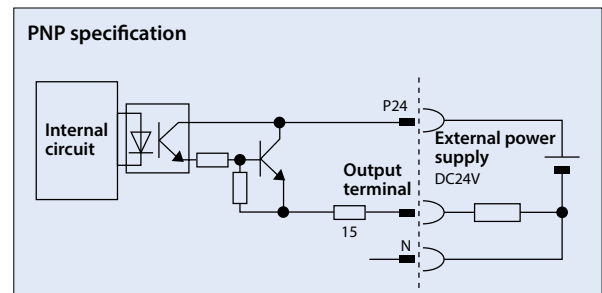 PNP specification
Internal
circuit
P24
External power
supply
DC24V
Output
terminal
15
N